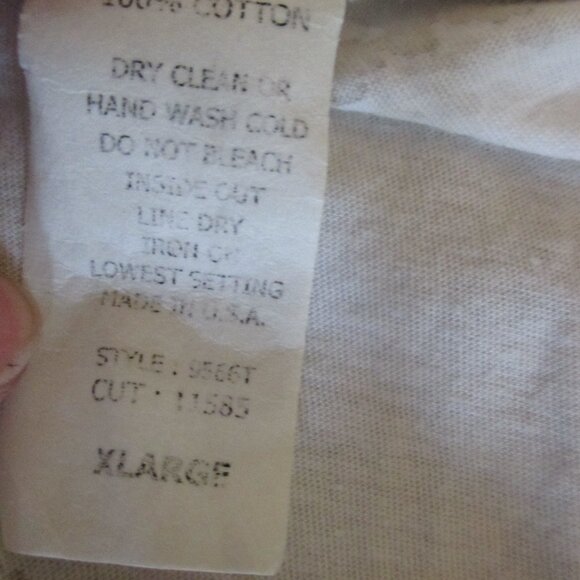 100% COTTON
DRY CLEAN OR
HAND WASH COLD
DO NOT BLEACH
INSIDE OUT
LINE DRY
IRON ON
LOWEST SETTING
MADE IN U.S.A.
STYLE :
CUT : 11585
XLARGE